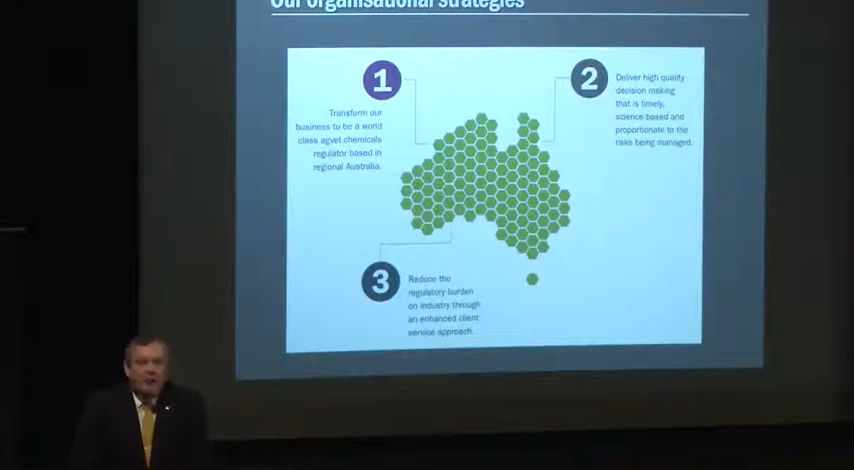 Our organisational strategies
1
Transform our
business to be a world
class agvet chemicals
regulator based in
regional Australia.
2
Deliver high quality
decision making
that is timely,
science-based and
proportionate to the
risks being managed.
3
Reduce the
regulatory burden
on industry through
an enhanced client
service approach.